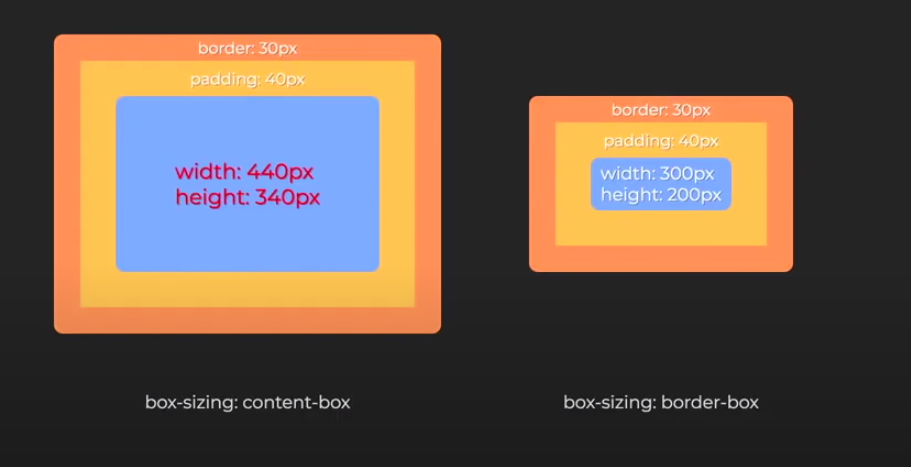 border: 30px
padding: 40px
width: 440px
height: 340px
box-sizing: content-box
border: 30px
padding: 40px
width: 300px
height: 200px
box-sizing: border-box